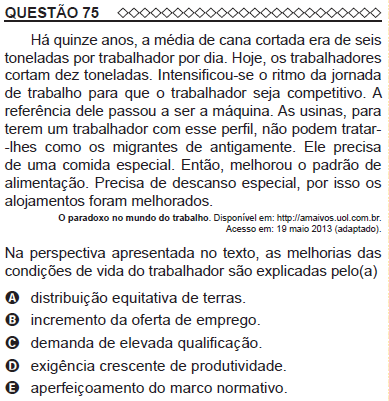 QUESTÃO 75
Há quinze anos, a média de cana cortada era de seis
toneladas por trabalhador por dia. Hoje, os trabalhadores
cortam dez toneladas. Intensificou-se o ritmo da jornada
de trabalho para que o trabalhador seja competitivo. A
referência dele passou a ser a máquina. As usinas, para
terem um trabalhador com esse perfil, não podem tratar-
-lhes como os migrantes de antigamente. Ele precisa
de uma comida especial. Então, melhorou o padrão de
alimentação. Precisa de descanso especial, por isso os
alojamentos foram melhorados.
O paradoxo no mundo do trabalho. Disponível em: http://amaivos.uol.com.br.
Acesso em: 19 maio 2013 (adaptado).
Na perspectiva apresentada no texto, as melhorias das
condições de vida do trabalhador são explicadas pelo(a)
A distribuição equitativa de terras.
B incremento da oferta de emprego.
C demanda de elevada qualificação.
D exigência crescente de produtividade.
E aperfeiçoamento do marco normativo.